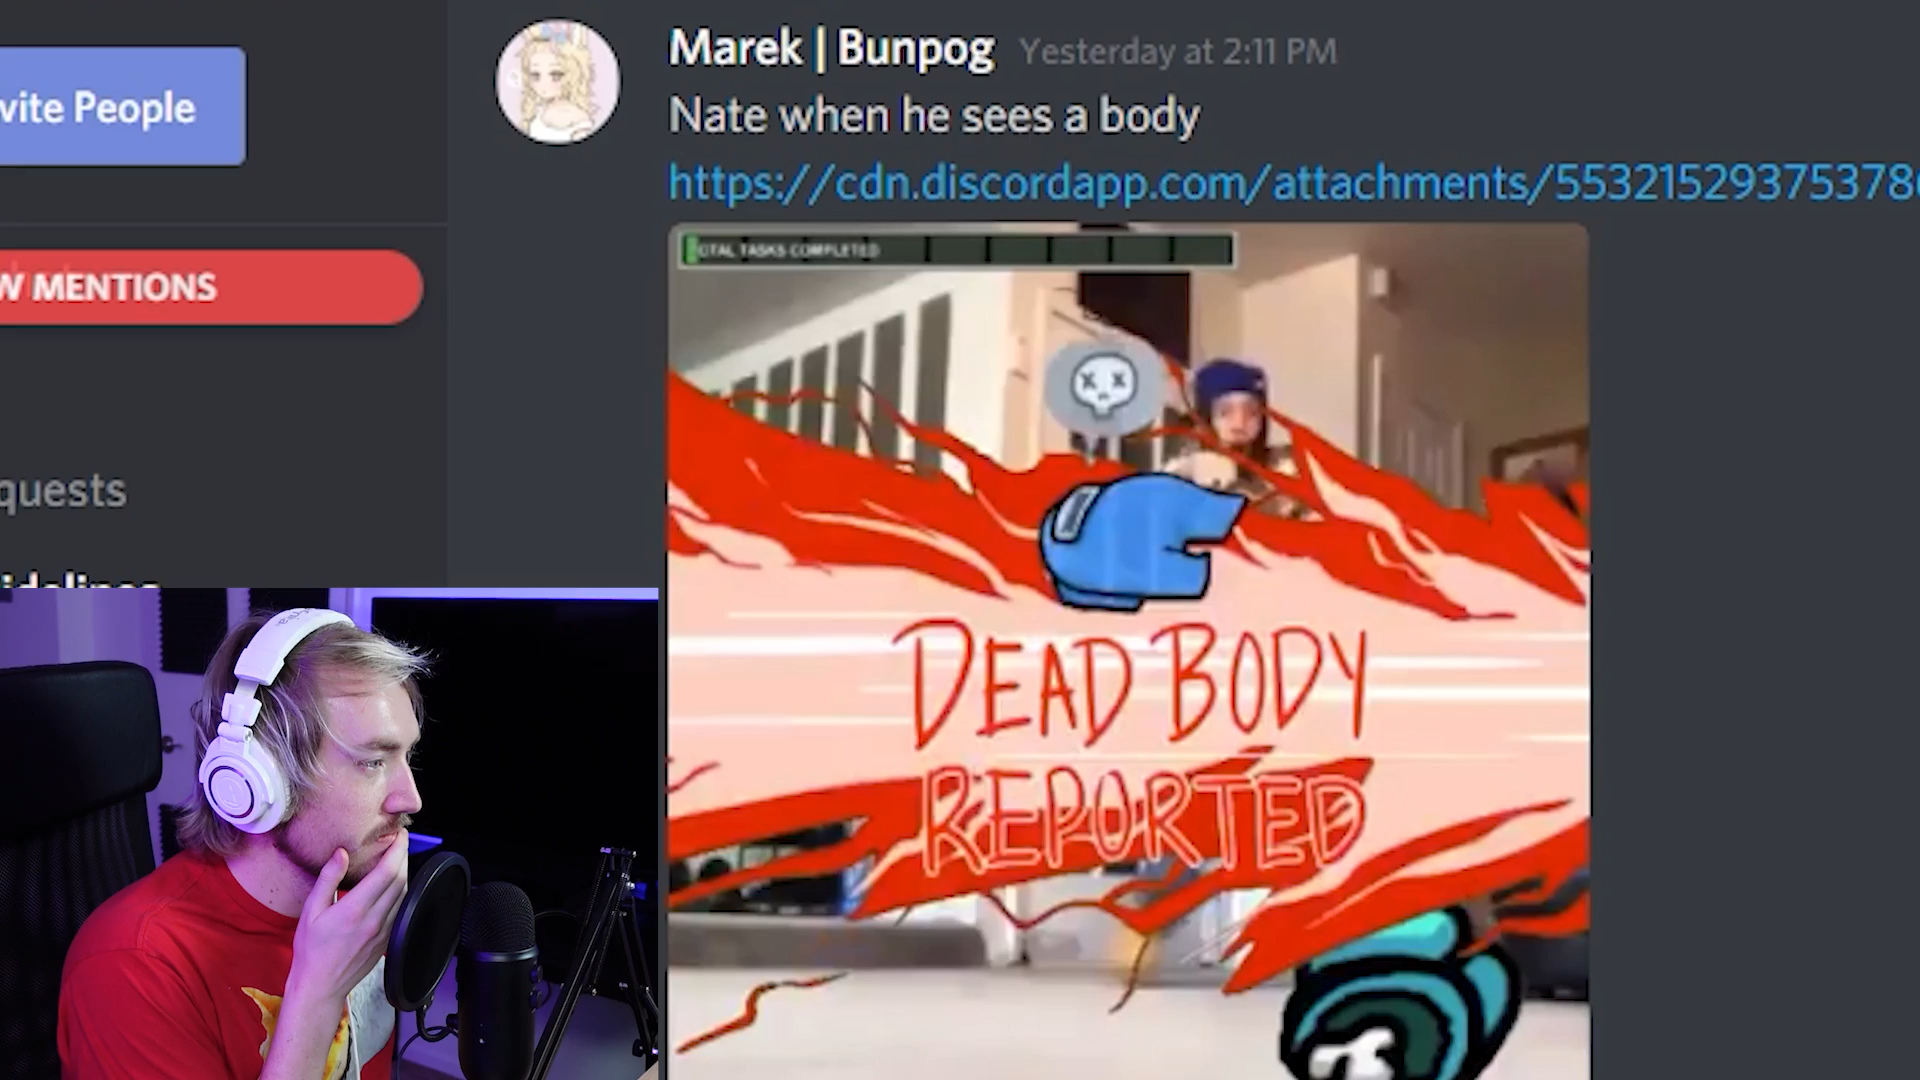 Marek | Bunpog Yesterday at 2:11 PM
vite People
Nate when he sees a body
https://cdn.discordapp.com/attachments/55321529375378
W MENTIONS
OTAL TASKS COMPLETED
quests
idelines
DEAD BODY
REPORTED